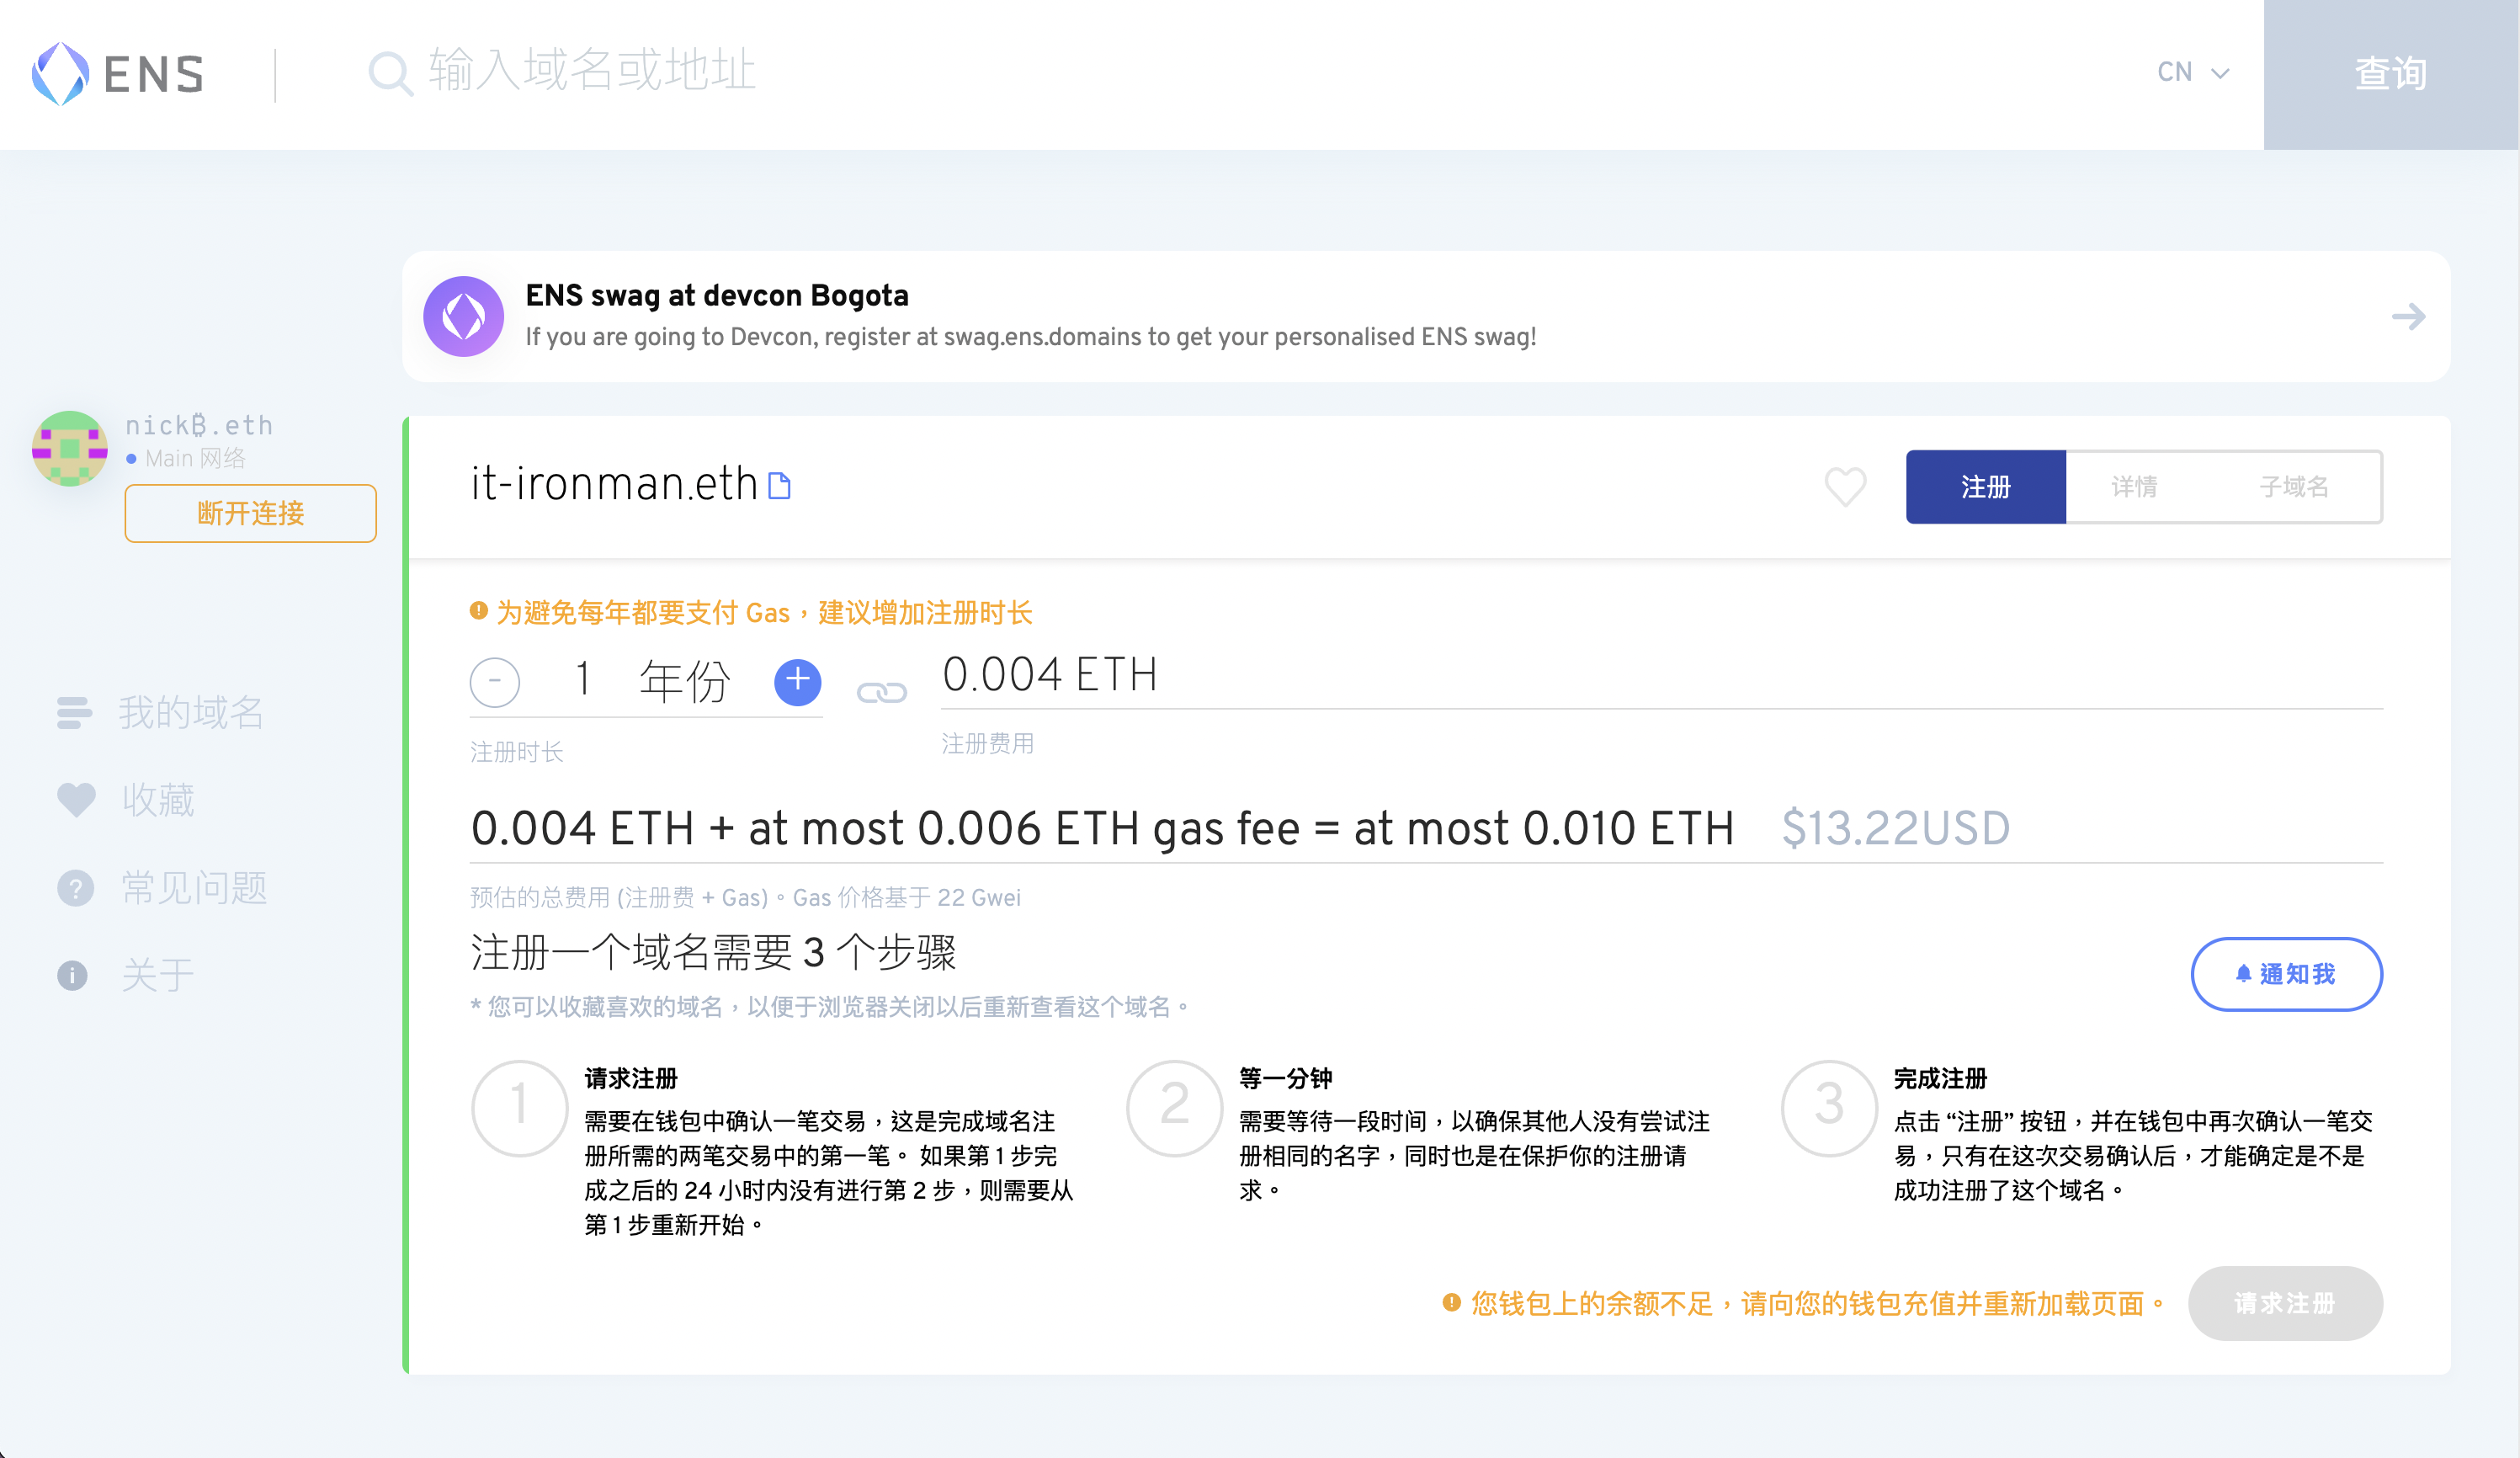 ENS
输入域名或地址
CN
查询
ENS swag at devcon Bogota
If you are going to Devcon, register at swag.ens.domains to get your personalised ENS swag!
nick₿.eth
Main 网络
断开连接
我的域名
收藏
常见问题
关于
it-ironman.eth
注册
详情
子域名
为避免每年都要支付 Gas，建议增加注册时长
- 1 年份 +
0.004 ETH
注册时长
注册费用
0.004 ETH + at most 0.006 ETH gas fee = at most 0.010 ETH $13.22USD
预估的总费用 (注册费 + Gas)。Gas 价格基于 22 Gwei
注册一个域名需要 3 个步骤
* 您可以收藏喜欢的域名，以便于浏览器关闭以后重新查看这个域名。
通知我
1
请求注册
需要在钱包中确认一笔交易，这是完成域名注
册所需的两笔交易中的第一笔。 如果第 1 步完
成之后的 24 小时内没有进行第 2 步，则需要从
第 1 步重新开始。
2
等一分钟
需要等待一段时间，以确保其他人没有尝试注
册相同的名字，同时也是在保护你的注册请
求。
3
完成注册
点击 “注册” 按钮，并在钱包中再次确认一笔交
易，只有在这次交易确认后，才能确定是不是
成功注册了这个域名。
您钱包上的余额不足，请向您的钱包充值并重新加载页面。
请求注册